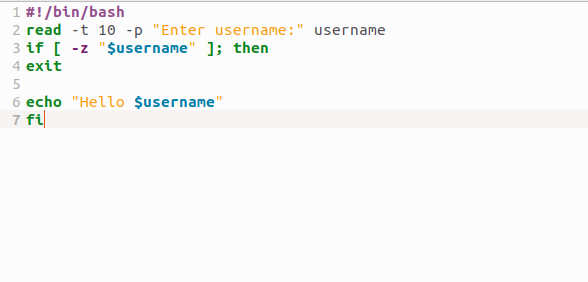 1 #!/bin/bash
2 read -t 10 -p "Enter username:" username
3 if [ -z "$username" ]; then
4 exit
5
6 echo "Hello $username"
7 fi